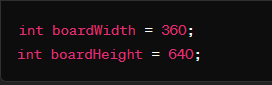 int boardWidth = 360;
int boardHeight = 640;